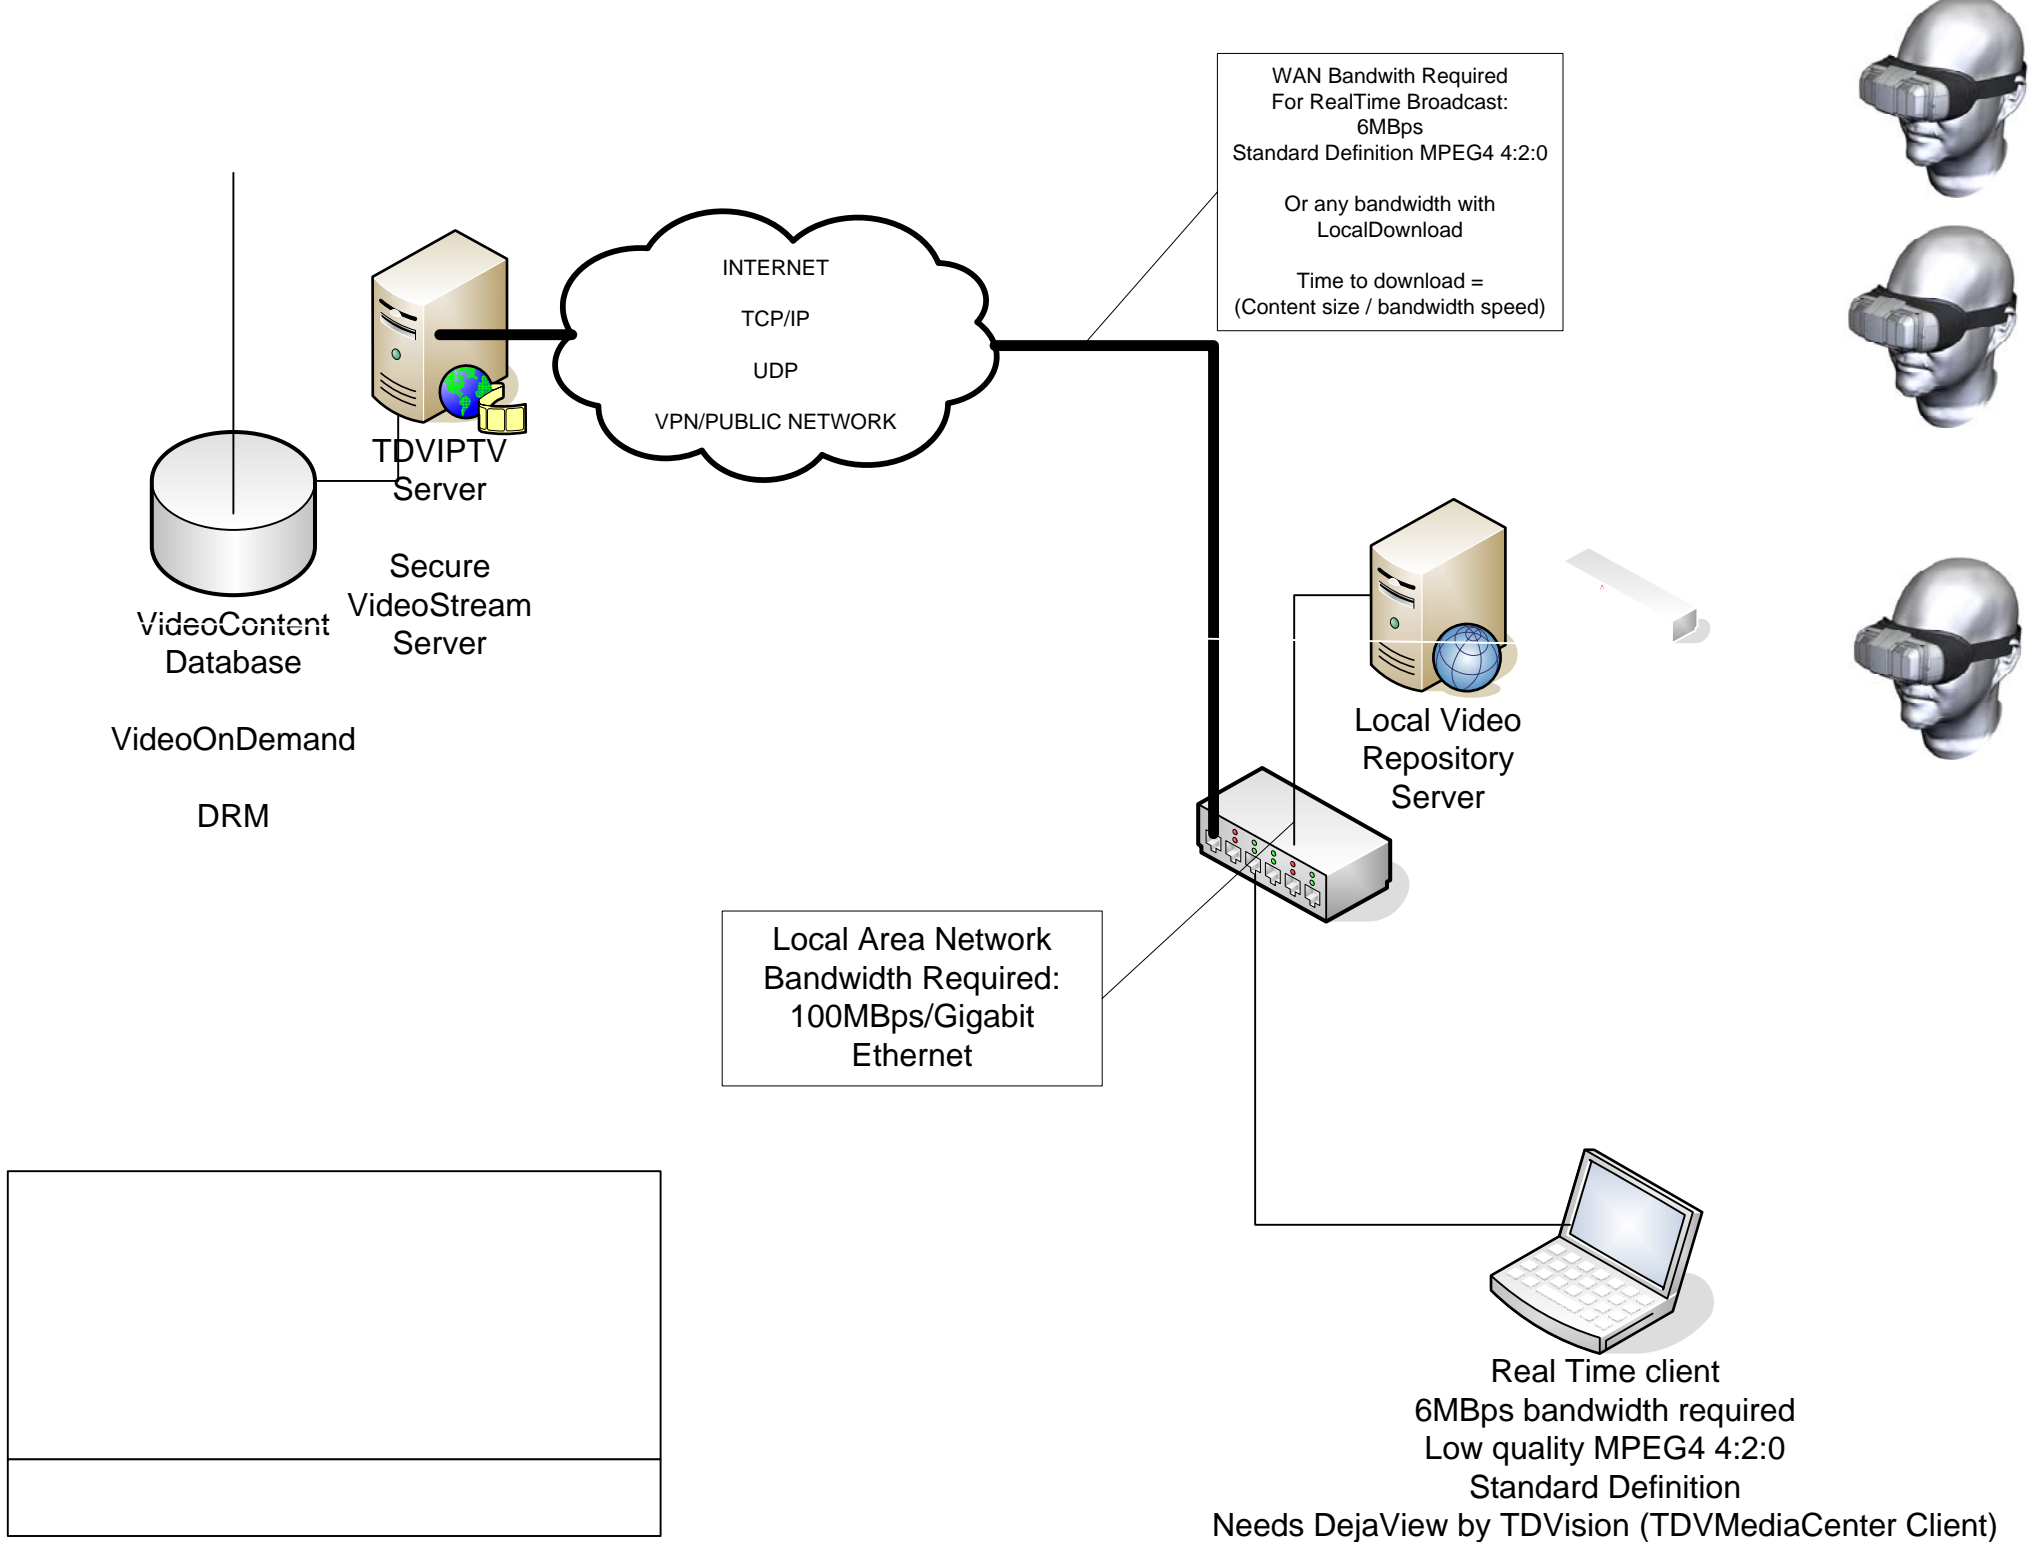 WAN Bandwith Required
For RealTime Broadcast:
6MBps
Standard Definition MPEG4 4:2:0
Or any bandwidth with
LocalDownload
Time to download =
(Content size / bandwidth speed)
INTERNET
TCP/IP
UDP
VPN/PUBLIC NETWORK
TDVIPTV
Server
Secure
VideoStream
Server
VideoContent
Database
VideoOnDemand
DRM
Local Video
Repository
Server
Local Area Network
Bandwidth Required:
100MBps/Gigabit
Ethernet
Real Time client
6MBps bandwidth required
Low quality MPEG4 4:2:0
Standard Definition
Needs DejaView by TDVision (TDVMediaCenter Client)